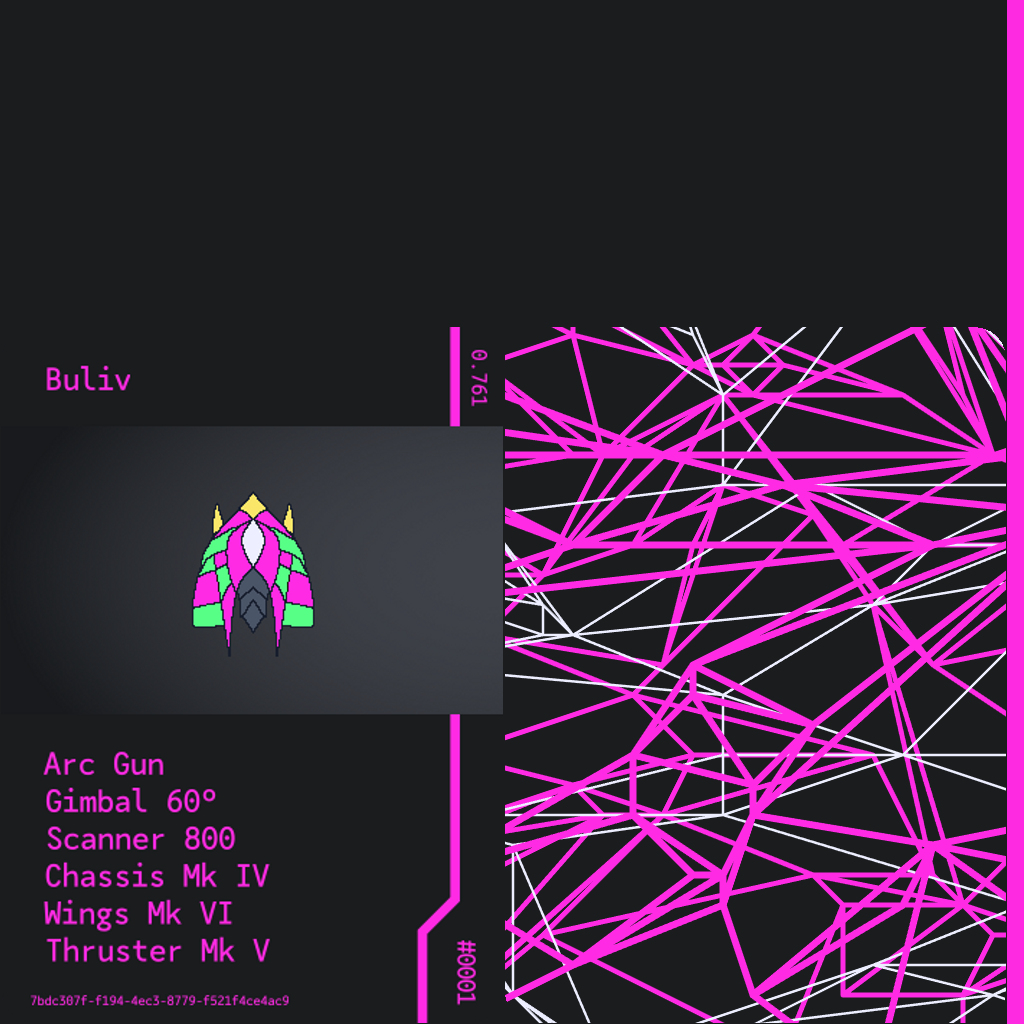 Buliv
0.761
Arc Gun
Gimbal 60°
Scanner 800
Chassis Mk IV
Wings Mk VI
Thruster Mk V
#0001
7bdc307f-f194-4ec3-8779-f521f4ce4ac9